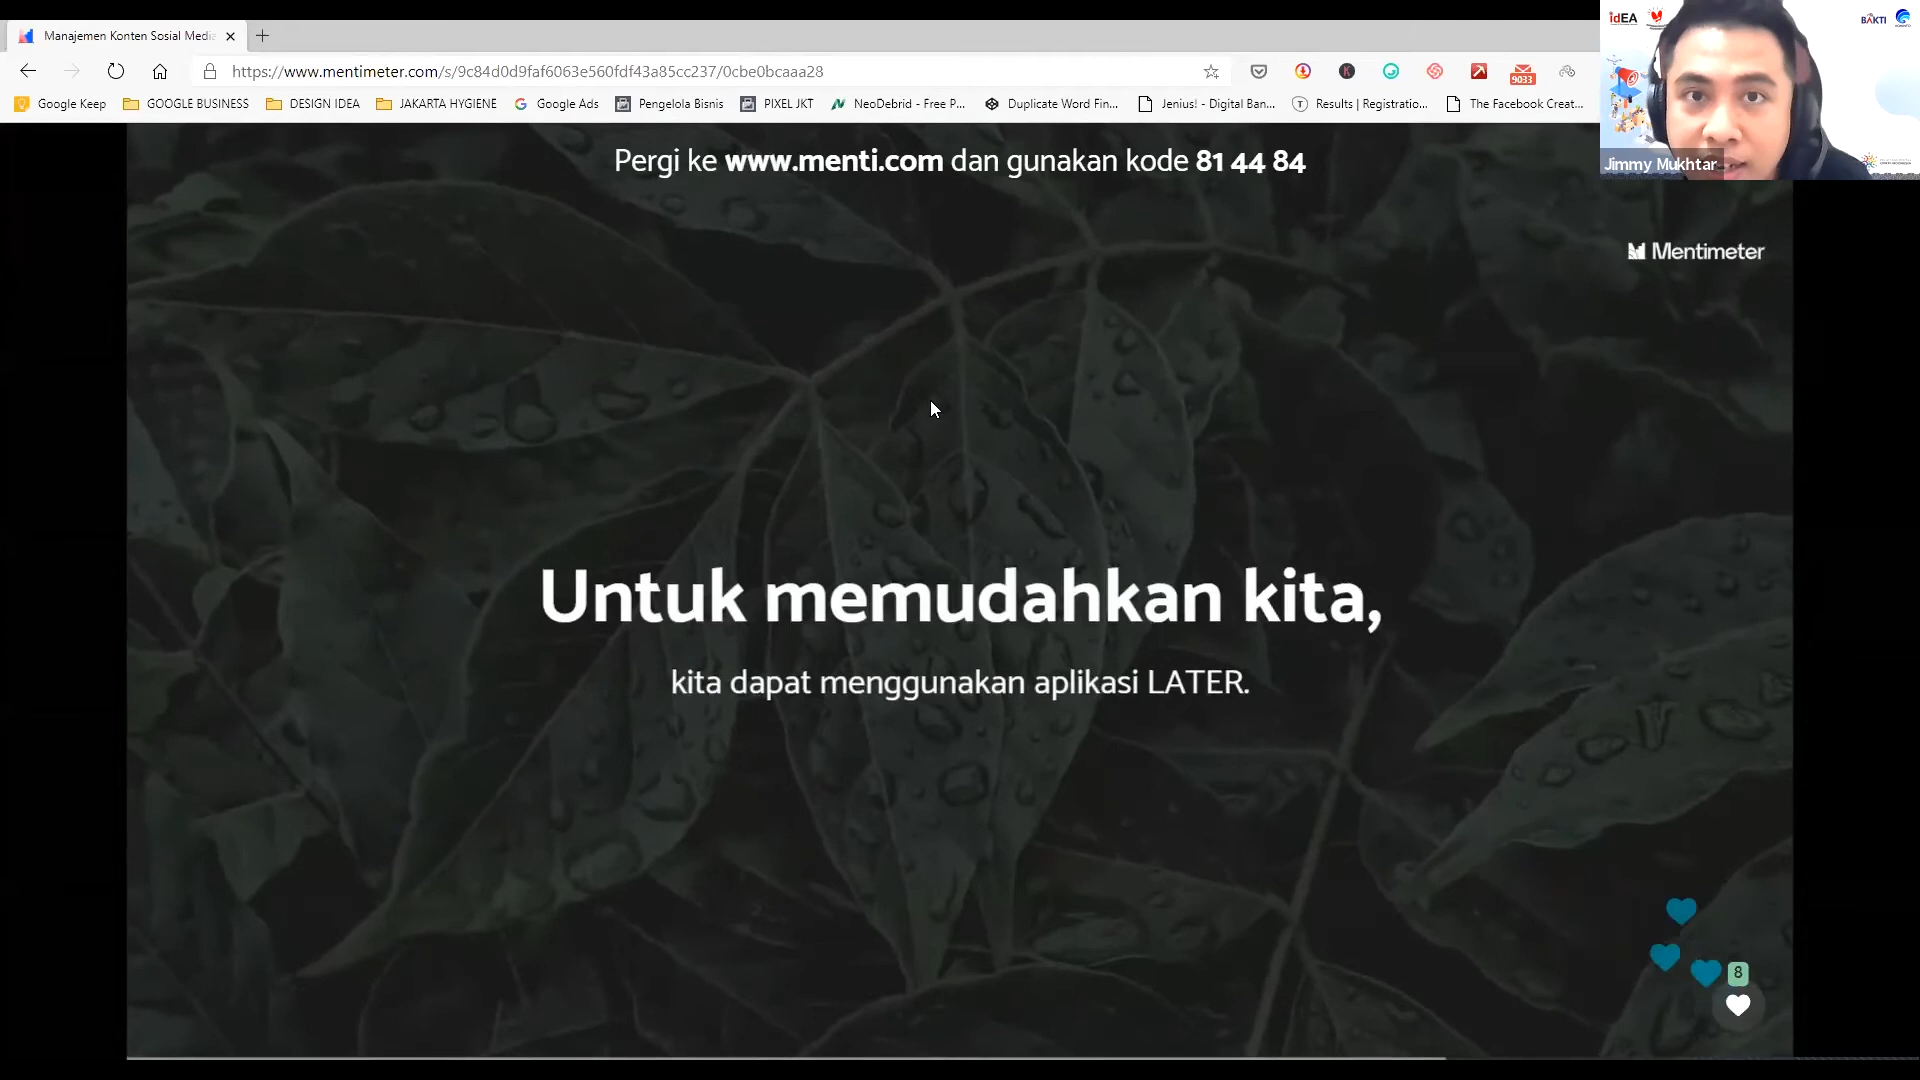 Manajemen Konten Sosial Media
https://www.mentimeter.com/s/9c84d0d9faf6063e560fdf43a85cc237/0cbe0bcaaa28
9033
Google Keep GOOGLE BUSINESS DESIGN IDEA JAKARTA HYGIENE Google Ads Pengelola Bisnis PIXEL JKT NeoDebrid - Free P... Duplicate Word Fin... Jenius! - Digital Ban... Results | Registratio... The Facebook Creat...
idEA BAKTI
Jimmy Mukhtar
Pergi ke www.menti.com dan gunakan kode 81 44 84
Mentimeter
Untuk memudahkan kita,
kita dapat menggunakan aplikasi LATER.
8